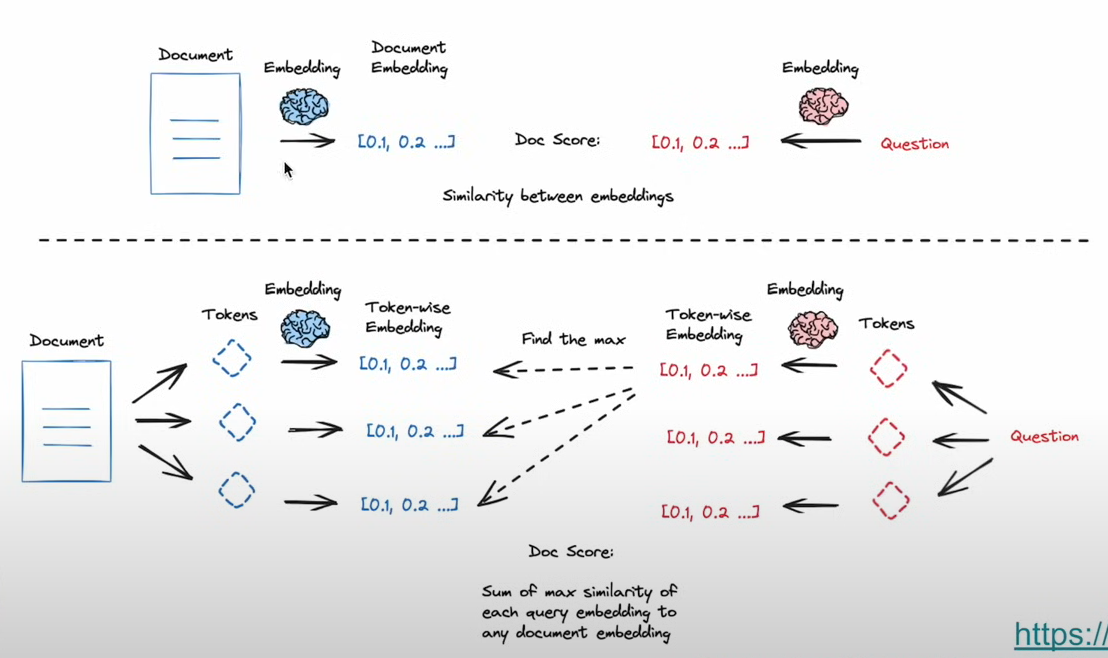 Document
Embedding
Document
Embedding
[0.1, 0.2 ...]
Doc Score:
Embedding
[0.1, 0.2 ...]
Question
Similarity between embeddings
Document
Tokens
Embedding
Token-wise
Embedding
Find the max
Token-wise
Embedding
Embedding
Tokens
[0.1, 0.2 ...]
[0.1, 0.2 ...]
[0.1, 0.2 ...]
[0.1, 0.2 ...]
Question
[0.1, 0.2 ...]
[0.1, 0.2 ...]
Doc Score:
Sum of max similarity of
each query embedding to
any document embedding
https://